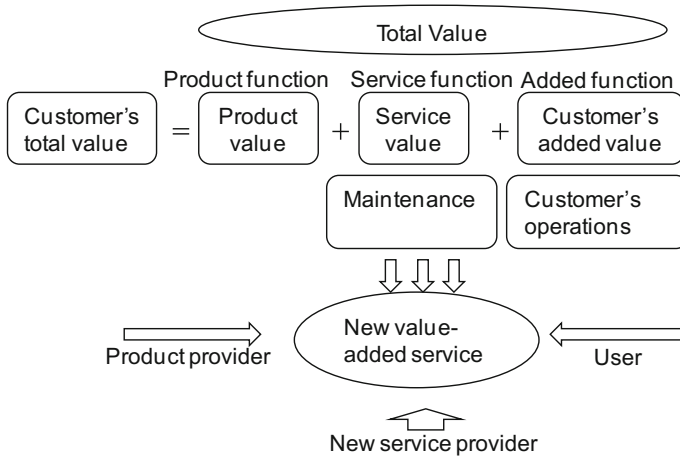 Total Value
Product function Service function Added function
Customer's total value = Product value + Service value + Customer's added value
Maintenance
Customer's operations
New value-added service
Product provider
User
New service provider